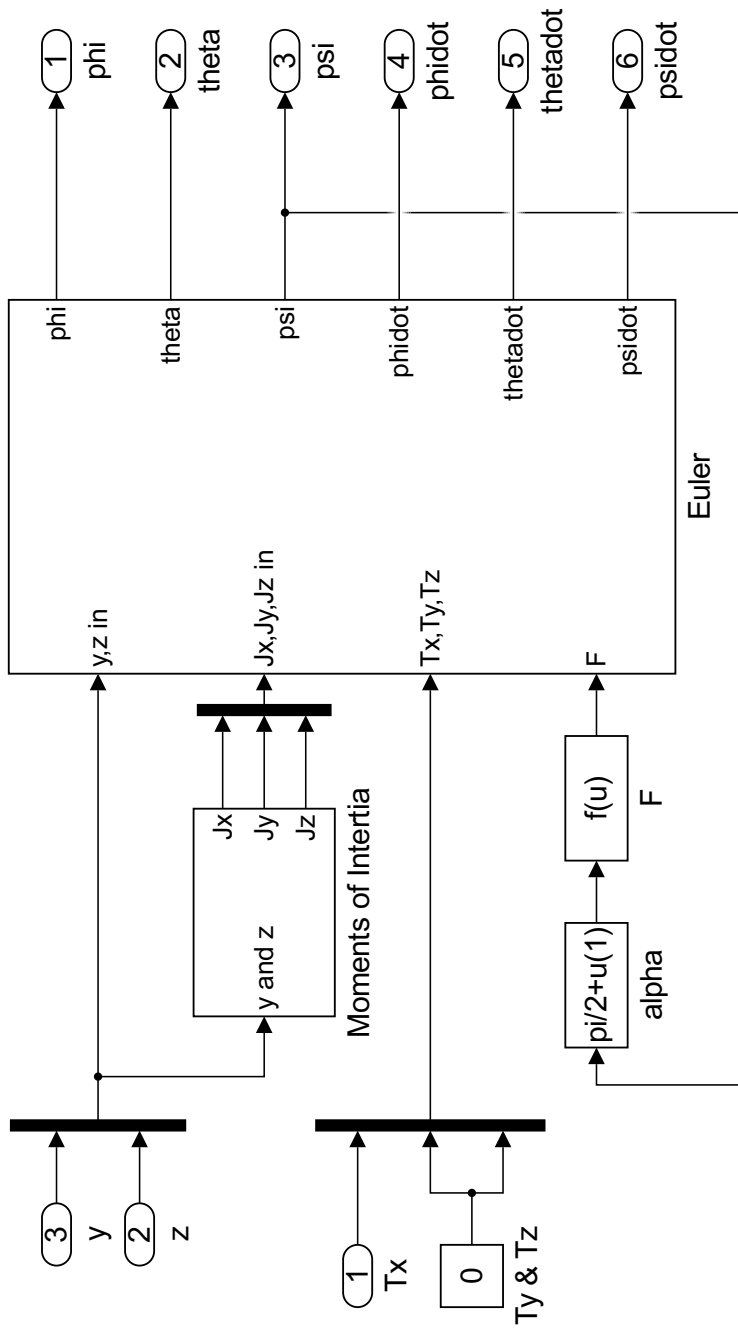 3
y
2
z
1
Tx
0
Ty & Tz
y and z
Jx
Jy
Jz
Moments of Intertia
pi/2+u(1)
alpha
f(u)
F
y,z in
Jx,Jy,Jz in
Tx,Ty,Tz
F
phi
theta
psi
phidot
thetadot
psidot
Euler
1
phi
2
theta
3
psi
4
phidot
5
thetadot
6
psidot